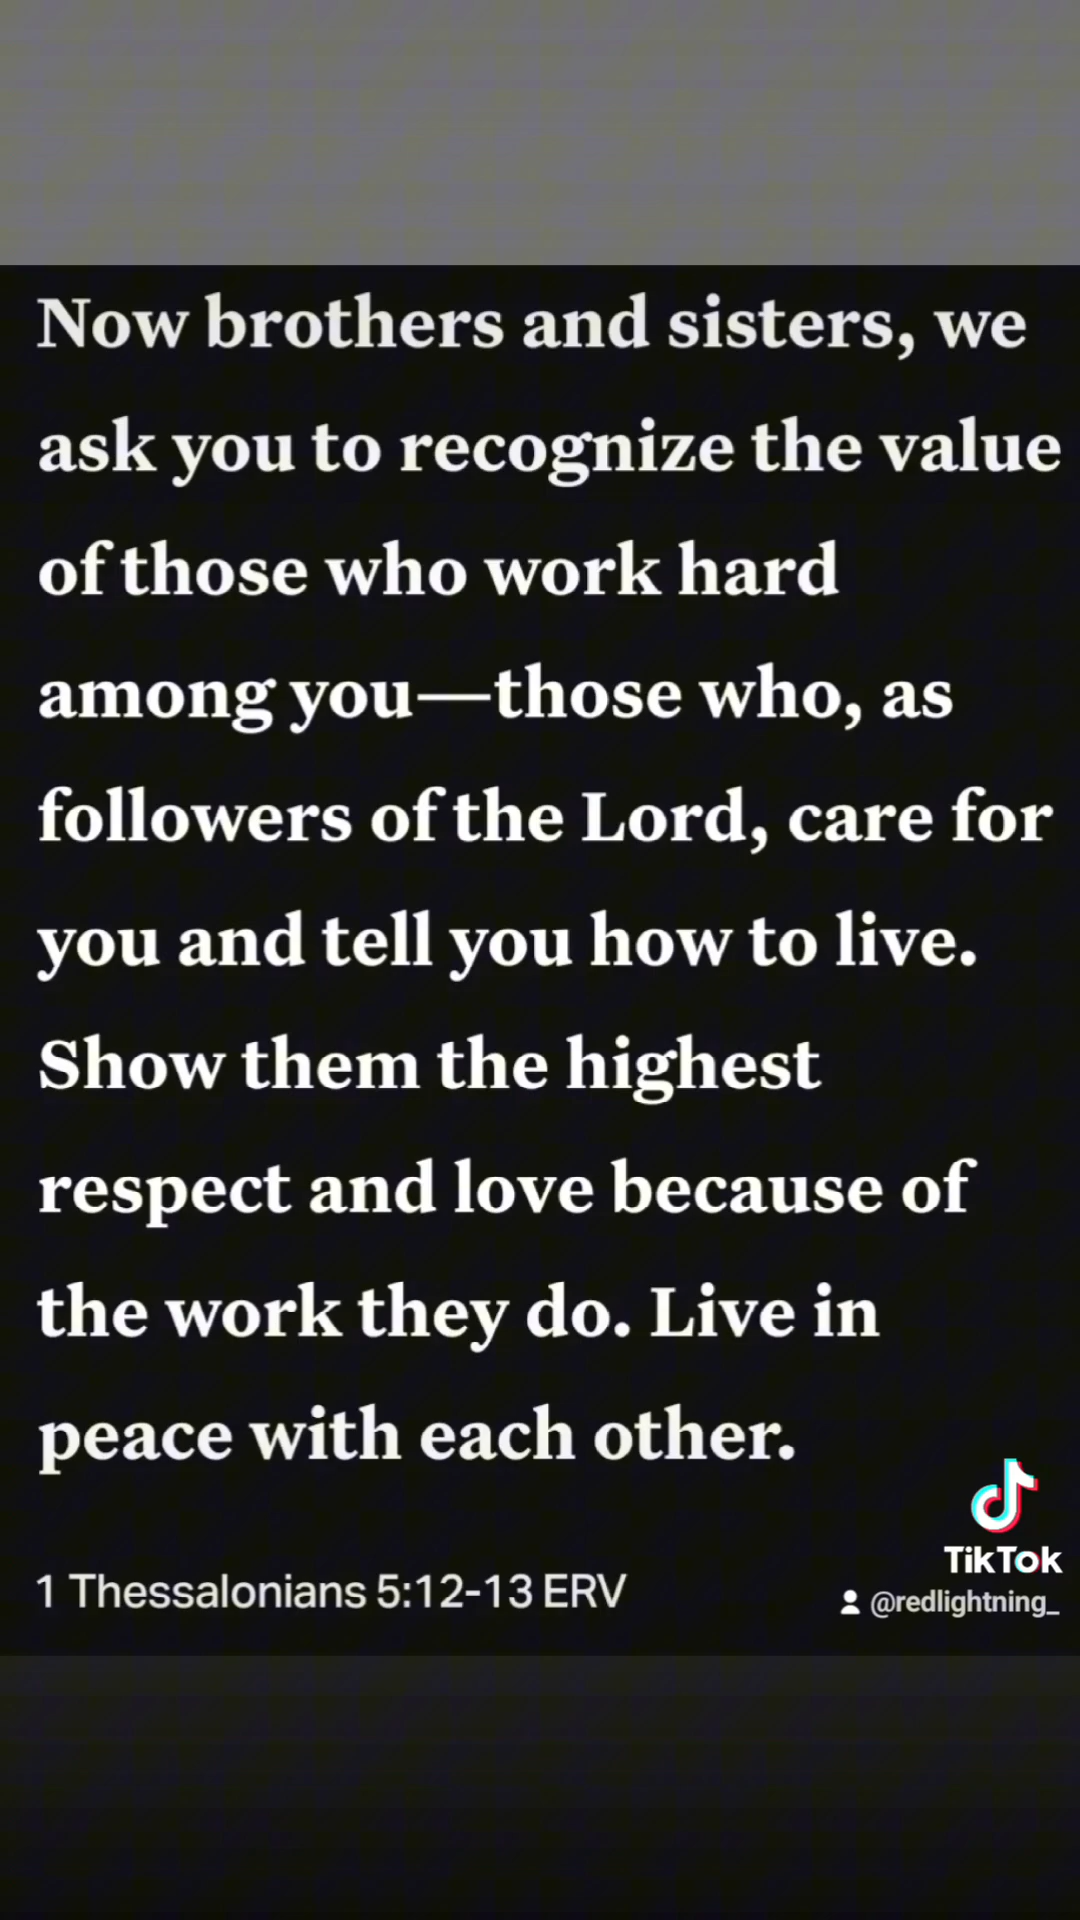 Now brothers and sisters, we
ask you to recognize the value
of those who work hard
among you—those who, as
followers of the Lord, care for
you and tell you how to live.
Show them the highest
respect and love because of
the work they do. Live in
peace with each other.
1 Thessalonians 5:12-13 ERV
TikTok
@redlightning_